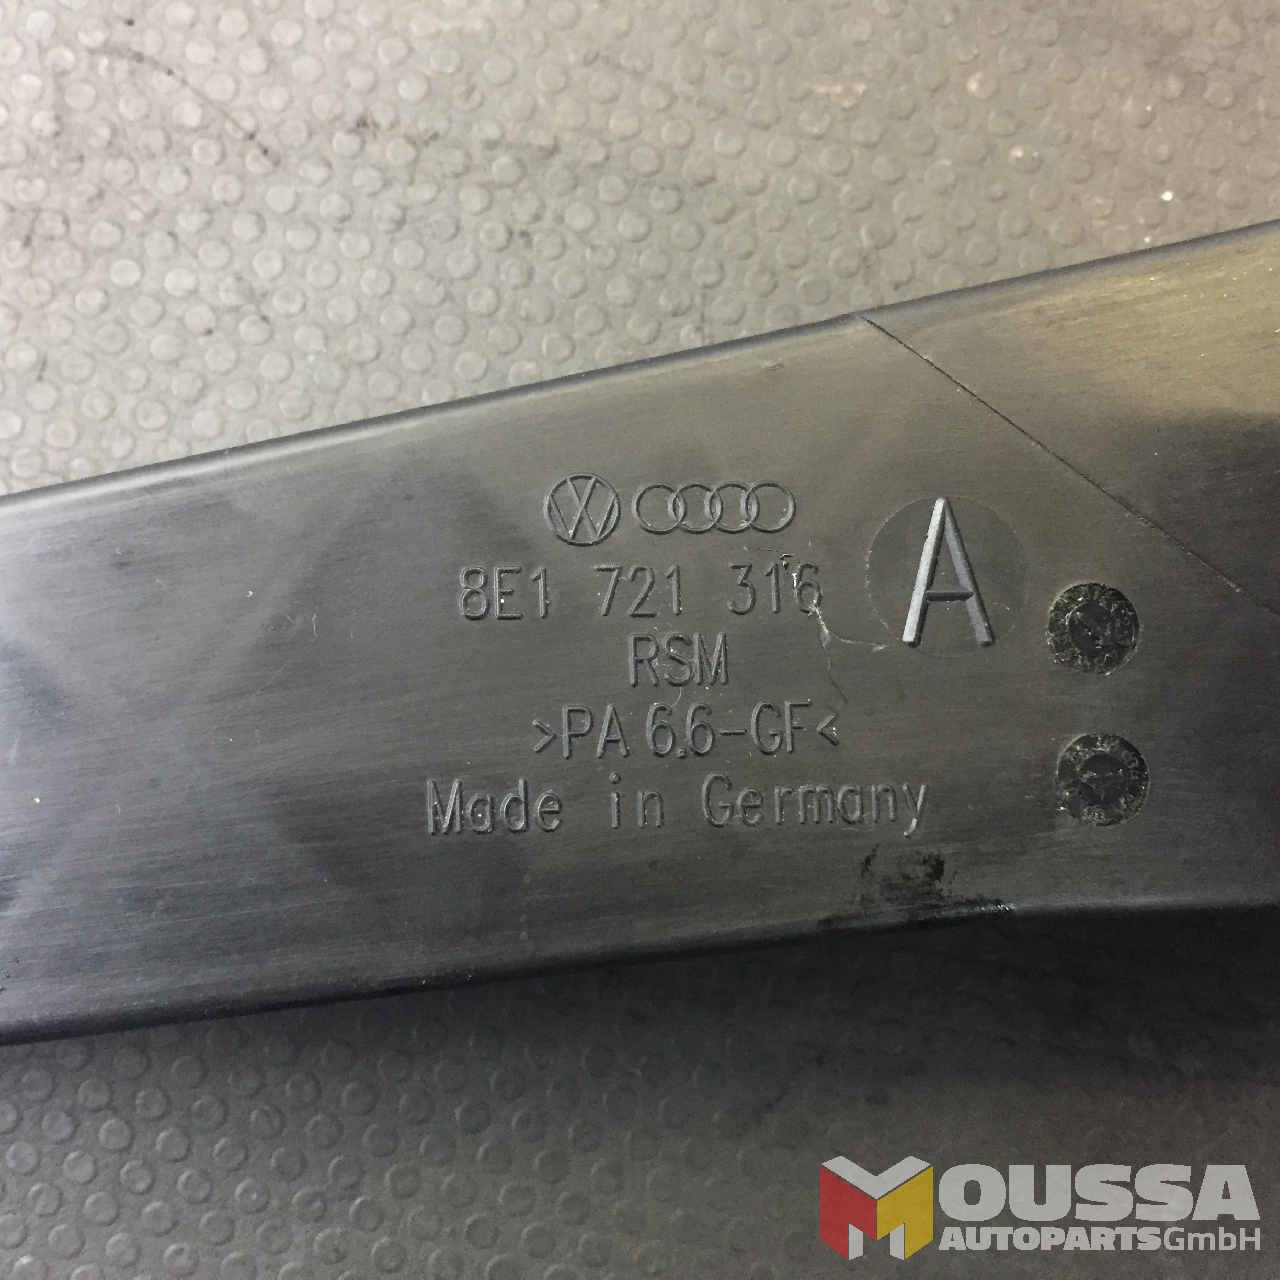 8E1 721 316
A
RSM
>PA 6.6-GF<
Made in Germany
MOUSSA
AUTOPARTSGmbH